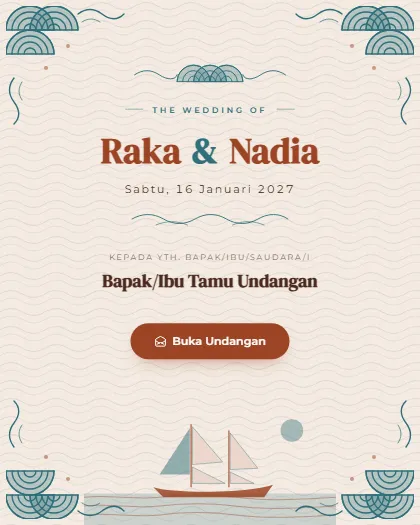 THE WEDDING OF
Raka & Nadia
Sabtu, 16 Januari 2027
KEPADA YTH. BAPAK/IBU/SAUDARA/I
Bapak/Ibu Tamu Undangan
Buka Undangan